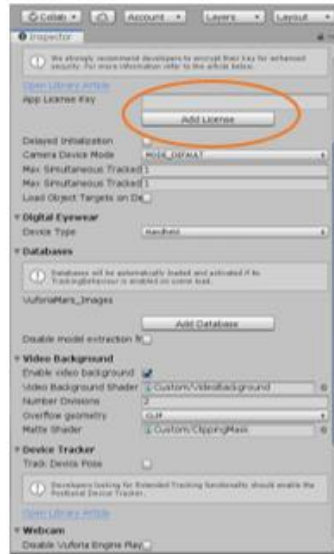 Collab Account Layers Layout
Inspector
We strongly recommend developers to encrypt their key for enhanced
security. For more information refer to the article below.
Open Library Article
App License Key
Add License
Delayed Initialization
Camera Device Mode MODE_DEFAULT
Max Simultaneous Tracked 1
Max Simultaneous Tracked 1
Load Object Targets on De
Digital Eyewear
Device Type Handheld
Databases
Databases will be automatically loaded and activated if its
TrackingBehaviour is enabled on scene load.
VuforiaMars_Images
Add Database
Disable model extraction
Video Background
Enable video background
Video Background Shader Custom/VideoBackground
Number Divisions 2
Overflow geometry CLIP
Matte Shader Custom/ClippingMask
Device Tracker
Track Device Pose
Developers looking for Extended Tracking functionality should enable the
Positional Device Tracker.
Open Library Article
Webcam
Disable Vuforia Engine Play